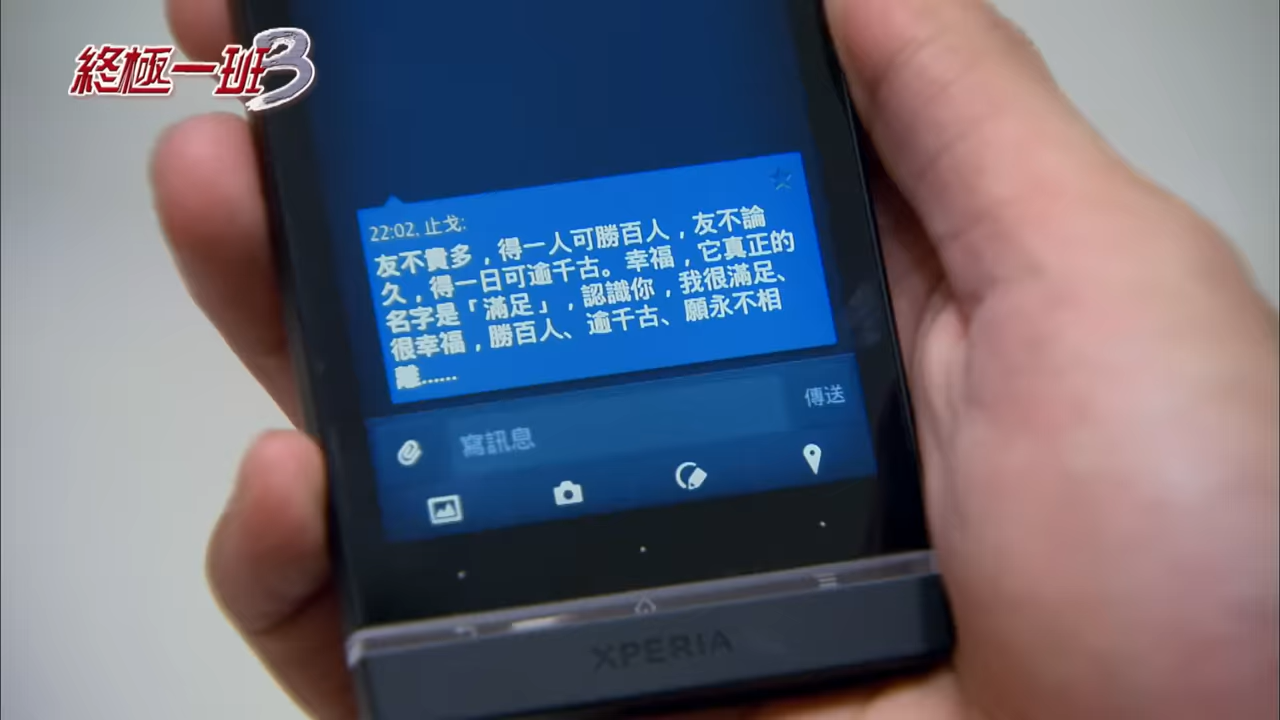 終極一班3
22:02, 止戈:
友不貴多，得一人可勝百人，友不論
久，得一日可逾千古。幸福，它真正的
名字是「滿足」，認識你，我很滿足、
很幸福，勝百人、逾千古、願永不相
離......
傳送
寫訊息
XPERIA